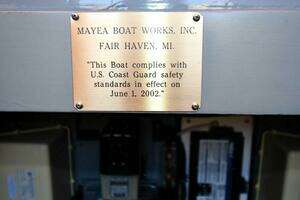 MAYEA BOAT WORKS, INC.
FAIR HAVEN, MI.
"This Boat complies with
U.S. Coast Guard safety
standards in effect on
June 1, 2002."